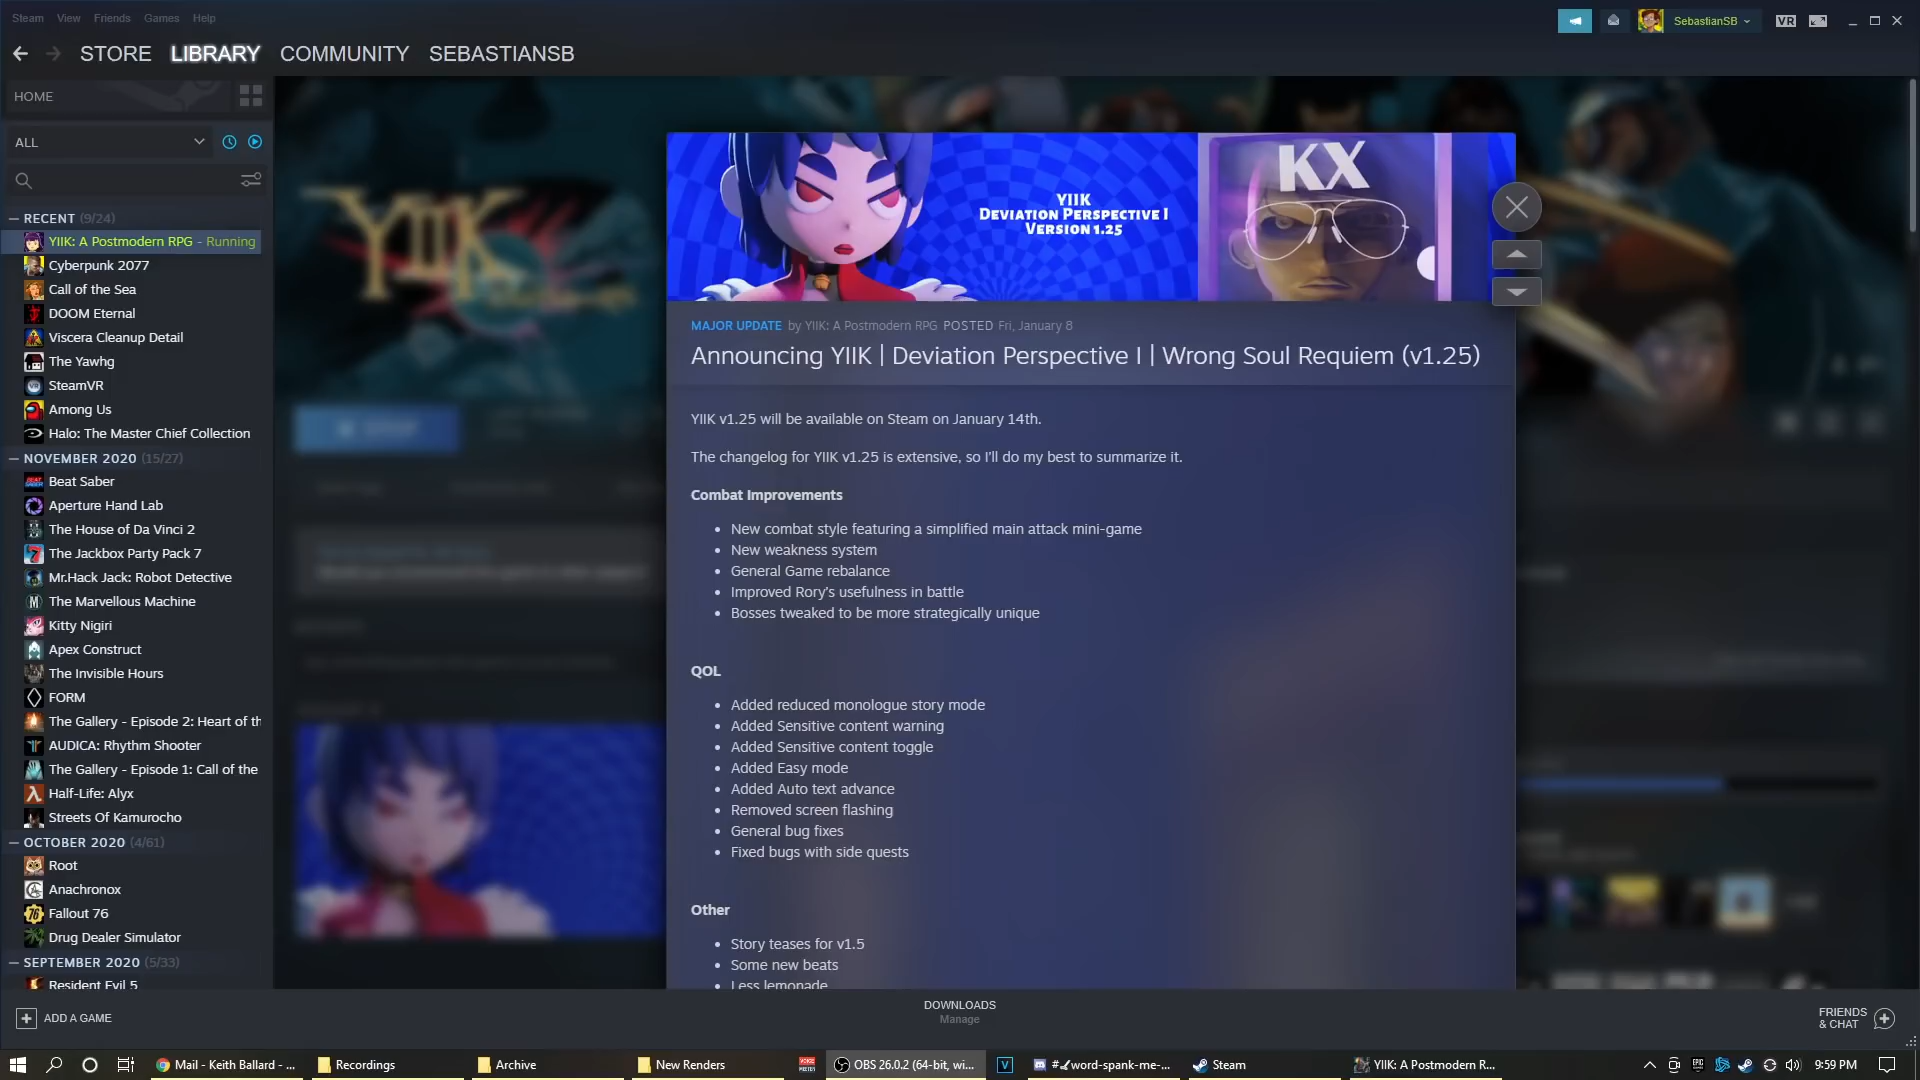 Steam View Friends Games Help
SebastianSB
VR
STORE LIBRARY COMMUNITY SEBASTIANSB
HOME
ALL
RECENT (9/24)
YIIK: A Postmodern RPG - Running
Cyberpunk 2077
Call of the Sea
DOOM Eternal
Viscera Cleanup Detail
The Yawhg
SteamVR
Among Us
Halo: The Master Chief Collection
NOVEMBER 2020 (15/27)
Beat Saber
Aperture Hand Lab
The House of Da Vinci 2
The Jackbox Party Pack 7
Mr.Hack Jack: Robot Detective
The Marvellous Machine
Kitty Nigiri
Apex Construct
The Invisible Hours
FORM
The Gallery - Episode 2: Heart of th
AUDICA: Rhythm Shooter
The Gallery - Episode 1: Call of the
Half-Life: Alyx
Streets Of Kamurocho
OCTOBER 2020 (4/61)
Root
Anachronox
Fallout 76
Drug Dealer Simulator
SEPTEMBER 2020 (5/33)
Resident Evil 5
YIIK
YIIK
DEVIATION PERSPECTIVE I
VERSION 1.25
KX
MAJOR UPDATE by YIIK: A Postmodern RPG POSTED Fri, January 8
Announcing YIIK | Deviation Perspective I | Wrong Soul Requiem (v1.25)
YIIK v1.25 will be available on Steam on January 14th.
The changelog for YIIK v1.25 is extensive, so I'll do my best to summarize it.
Combat Improvements
• New combat style featuring a simplified main attack mini-game
• New weakness system
• General Game rebalance
• Improved Rory's usefulness in battle
• Bosses tweaked to be more strategically unique
QOL
• Added reduced monologue story mode
• Added Sensitive content warning
• Added Sensitive content toggle
• Added Easy mode
• Added Auto text advance
• Removed screen flashing
• General bug fixes
• Fixed bugs with side quests
Other
• Story teases for v1.5
• Some new beats
• Less lemonade
ADD A GAME
DOWNLOADS
Manage
FRIENDS
& CHAT
Mail - Keith Ballard - ...
Recordings
Archive
New Renders
OBS 26.0.2 (64-bit, wi...
#🖌word-spank-me-...
Steam
YIIK: A Postmodern R...
9:59 PM